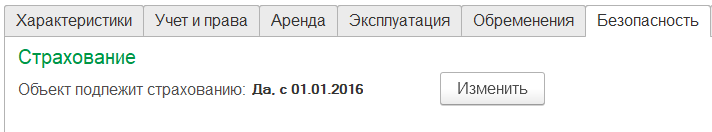 Характеристики Учет и права Аренда Эксплуатация Обременения Безопасность
Страхование
Объект подлежит страхованию: Да, с 01.01.2016 Изменить